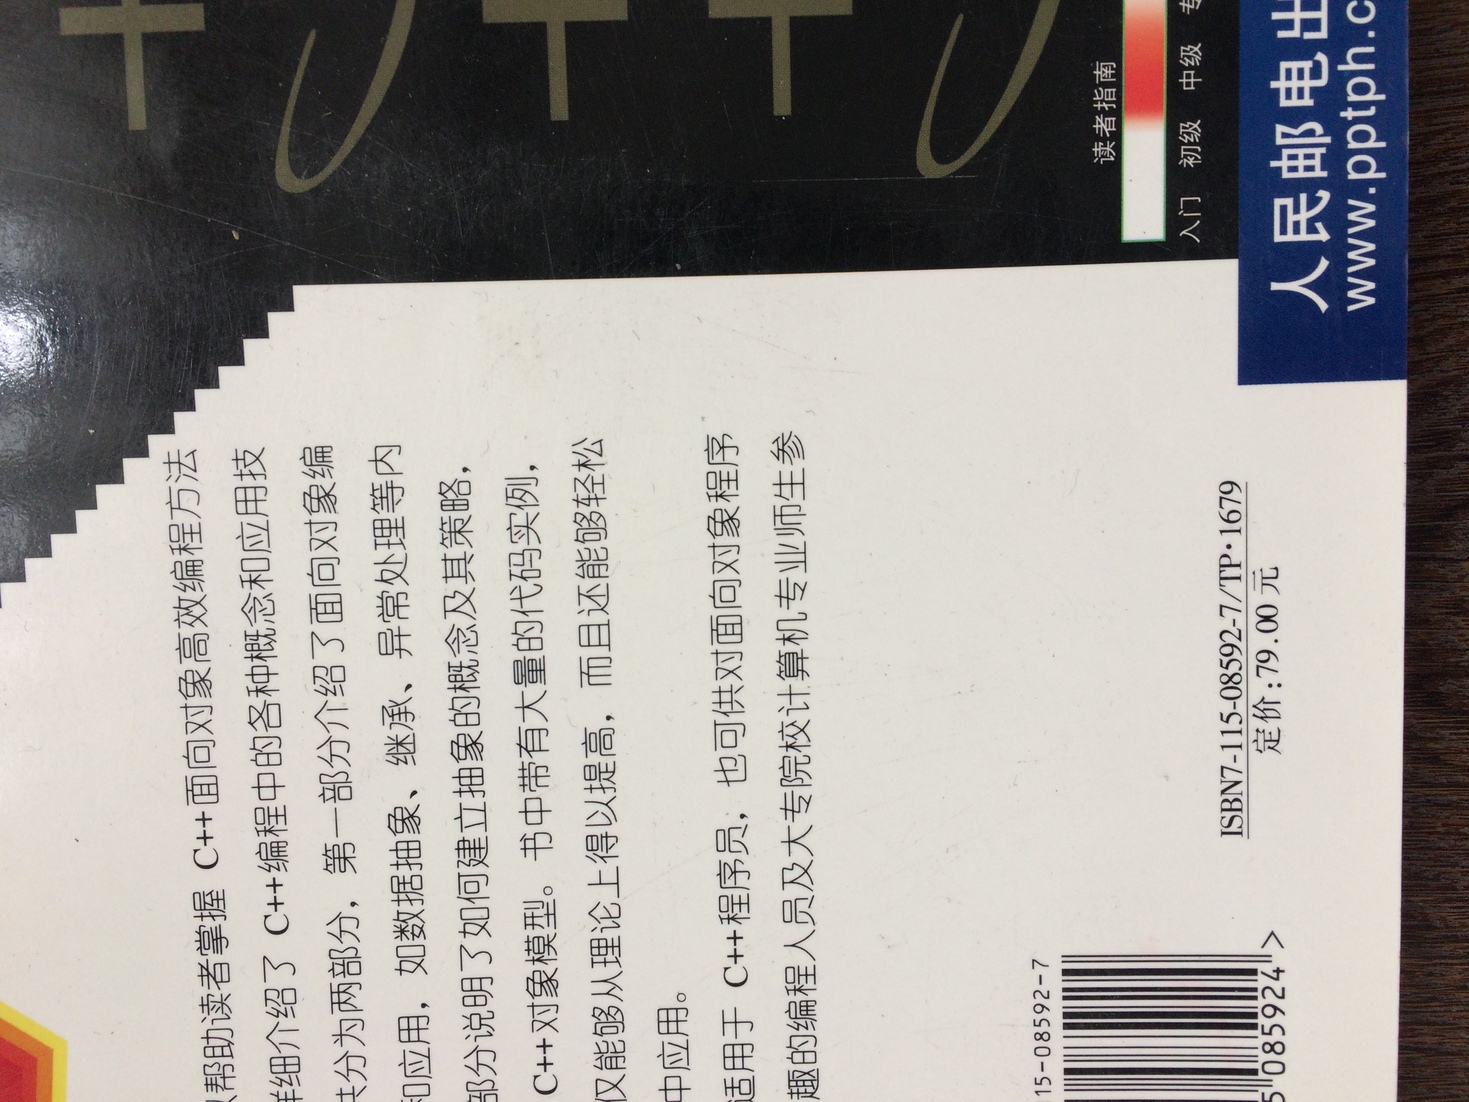 帮助读者掌握 C++面向对象高效编程方法
详细介绍了 C++编程中的各种概念和应用技
共分为两部分，第一部分介绍了面向对象编
和应用，如数据抽象、继承、异常处理等内
部分说明了如何建立抽象的概念及其策略，
C++对象模型。书中带有大量的代码实例，
仅能够从理论上得以提高，而且还能够轻松
中应用。
适用于 C++程序员，也可供对面向对象程序
趣的编程人员及大专院校计算机专业师生参
115-08592-7
5 085924 >
ISBN7-115-08592-7/TP·1679
定价:79.00 元
C++
C
读者指南
入门 初级 中级 专
人民邮电出
www.pptph.c